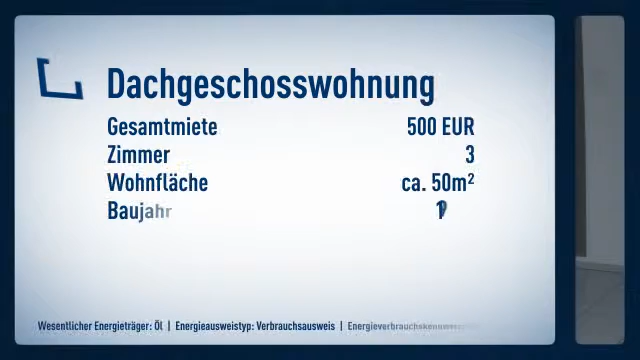 Dachgeschosswohnung
Gesamtmiete 500 EUR
Zimmer 3
Wohnfläche ca. 50m²
Baujahr
Wesentlicher Energieträger: Öl | Energieausweistyp: Verbrauchsausweis |